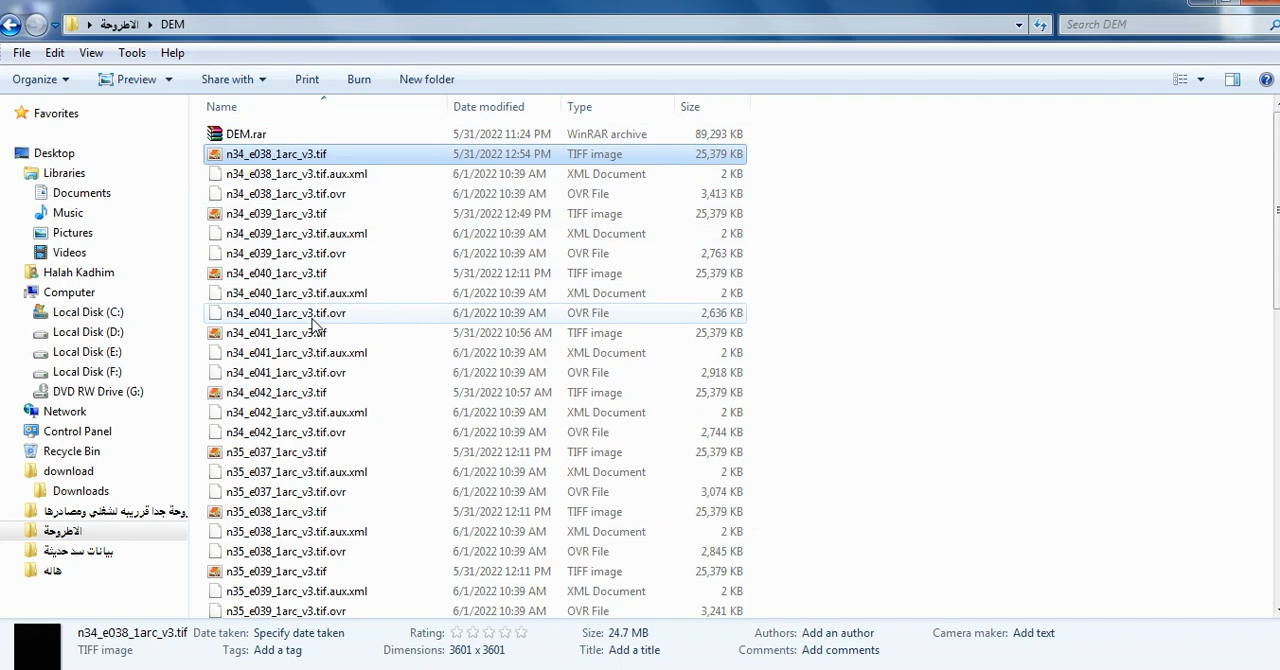 الاطروحة DEM
Search DEM
File Edit View Tools Help
Organize Preview Share with Print Burn New folder
Name Date modified Type Size
Favorites
Desktop
Libraries
Documents
Music
Pictures
Videos
Halah Kadhim
Computer
Local Disk (C:)
Local Disk (D:)
Local Disk (E:)
Local Disk (F:)
DVD RW Drive (G:)
Network
Control Panel
Recycle Bin
download
Downloads
وحة جدا قرريبه لشغلي ومصادرها
الاطروحة
بيانات سد حديثة
هاله
DEM.rar 5/31/2022 11:24 PM WinRAR archive 89,293 KB
n34_e038_1arc_v3.tif 5/31/2022 12:54 PM TIFF image 25,379 KB
n34_e038_1arc_v3.tif.aux.xml 6/1/2022 10:39 AM XML Document 2 KB
n34_e038_1arc_v3.tif.ovr 6/1/2022 10:39 AM OVR File 3,413 KB
n34_e039_1arc_v3.tif 5/31/2022 12:49 PM TIFF image 25,379 KB
n34_e039_1arc_v3.tif.aux.xml 6/1/2022 10:39 AM XML Document 2 KB
n34_e039_1arc_v3.tif.ovr 6/1/2022 10:39 AM OVR File 2,763 KB
n34_e040_1arc_v3.tif 5/31/2022 12:11 PM TIFF image 25,379 KB
n34_e040_1arc_v3.tif.aux.xml 6/1/2022 10:39 AM XML Document 2 KB
n34_e040_1arc_v3.tif.ovr 6/1/2022 10:39 AM OVR File 2,636 KB
n34_e041_1arc_v3.tif 5/31/2022 10:56 AM TIFF image 25,379 KB
n34_e041_1arc_v3.tif.aux.xml 6/1/2022 10:39 AM XML Document 2 KB
n34_e041_1arc_v3.tif.ovr 6/1/2022 10:39 AM OVR File 2,918 KB
n34_e042_1arc_v3.tif 5/31/2022 10:57 AM TIFF image 25,379 KB
n34_e042_1arc_v3.tif.aux.xml 6/1/2022 10:39 AM XML Document 2 KB
n34_e042_1arc_v3.tif.ovr 6/1/2022 10:39 AM OVR File 2,744 KB
n35_e037_1arc_v3.tif 5/31/2022 12:11 PM TIFF image 25,379 KB
n35_e037_1arc_v3.tif.aux.xml 6/1/2022 10:39 AM XML Document 2 KB
n35_e037_1arc_v3.tif.ovr 6/1/2022 10:39 AM OVR File 3,074 KB
n35_e038_1arc_v3.tif 5/31/2022 12:11 PM TIFF image 25,379 KB
n35_e038_1arc_v3.tif.aux.xml 6/1/2022 10:39 AM XML Document 2 KB
n35_e038_1arc_v3.tif.ovr 6/1/2022 10:39 AM OVR File 2,845 KB
n35_e039_1arc_v3.tif 5/31/2022 12:11 PM TIFF image 25,379 KB
n35_e039_1arc_v3.tif.aux.xml 6/1/2022 10:39 AM XML Document 2 KB
n35_e039_1arc_v3.tif.ovr 6/1/2022 10:39 AM OVR File 3,241 KB
n34_e038_1arc_v3.tif Date taken: Specify date taken Rating: Size: 24.7 MB Authors: Add an author Camera maker: Add text
TIFF image Tags: Add a tag Dimensions: 3601 x 3601 Title: Add a title Comments: Add comments